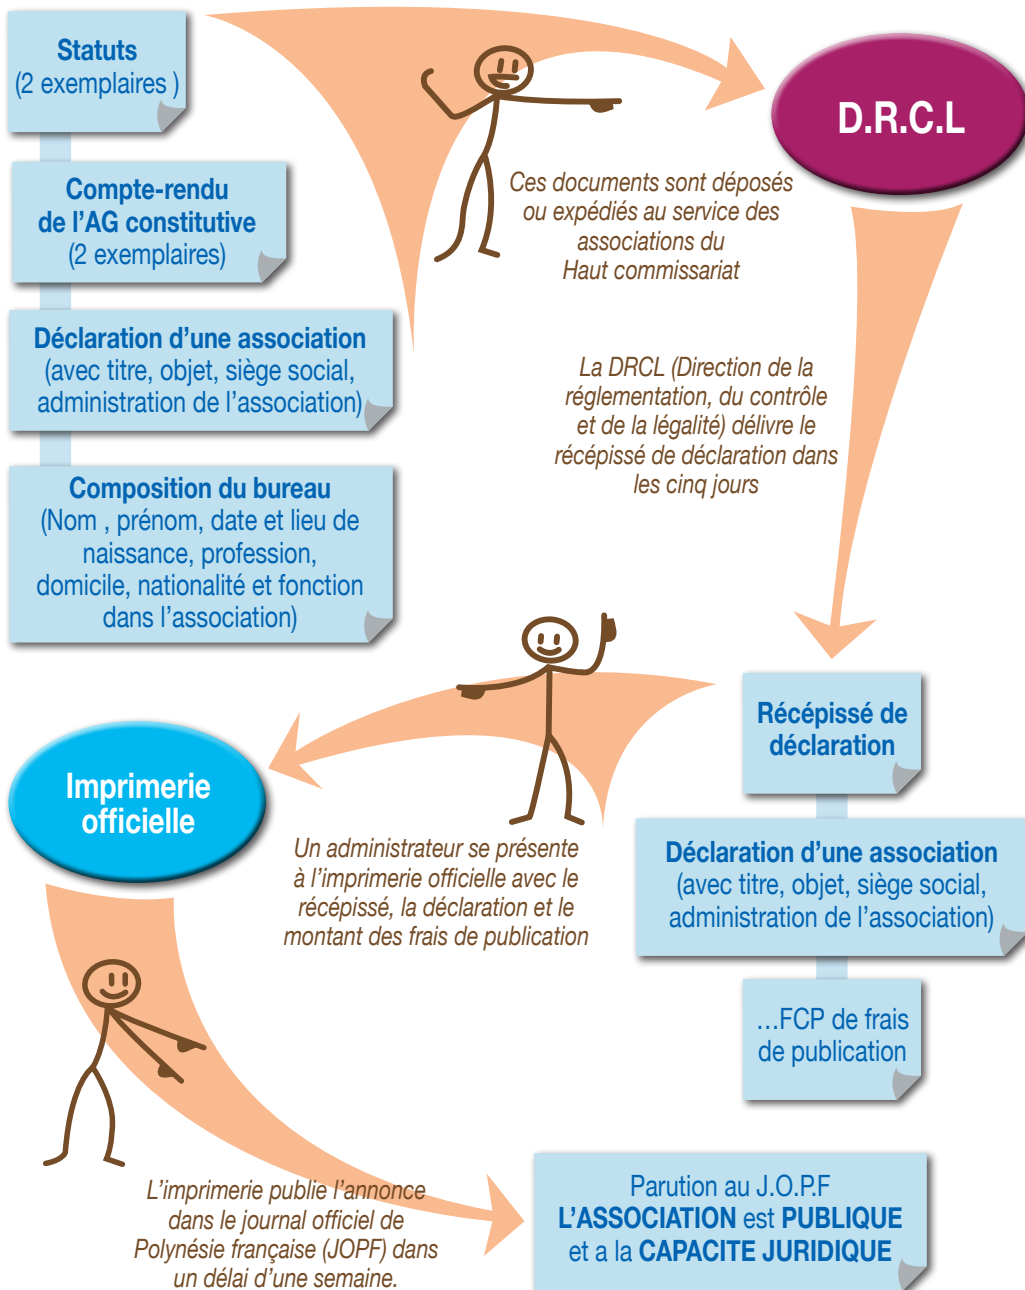 Statuts
(2 exemplaires )
D.R.C.L
Compte-rendu
de l'AG constitutive
(2 exemplaires)
Ces documents sont déposés
ou expédiés au service des
associations du
Haut commissariat
Déclaration d'une association
(avec titre, objet, siège social,
administration de l'association)
La DRCL (Direction de la
réglementation, du contrôle
et de la légalité) délivre le
récépissé de déclaration dans
les cinq jours
Composition du bureau
(Nom , prénom, date et lieu de
naissance, profession,
domicile, nationalité et fonction
dans l'association)
Récépissé de
déclaration
Imprimerie
officielle
Un administrateur se présente
à l'imprimerie officielle avec le
récépissé, la déclaration et le
montant des frais de publication
Déclaration d'une association
(avec titre, objet, siège social,
administration de l'association)
...FCP de frais
de publication
L'imprimerie publie l'annonce
dans le journal officiel de
Polynésie française (JOPF) dans
un délai d'une semaine.
Parution au J.O.P.F
L'ASSOCIATION est PUBLIQUE
et a la CAPACITE JURIDIQUE